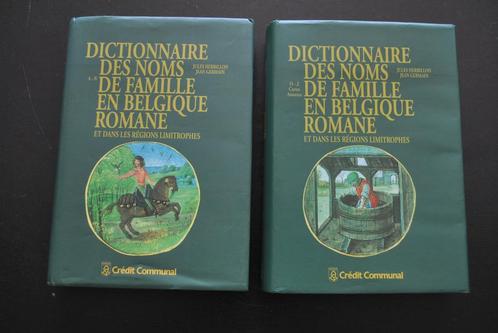 DICTIONNAIRE
JULES HERBILLON
JEAN GERMAIN
DES NOMS
DE FAMILLE
EN BELGIQUE
ROMANE
ET DANS LES RÉGIONS LIMITROPHES
Crédit Communal
DICTIONNAIRE
JULES HERBILLON
JEAN GERMAIN
DES NOMS
DE FAMILLE
Cartes
Annexes
EN BELGIQUE
ROMANE
ET DANS LES RÉGIONS LIMITROPHES
Crédit Communal